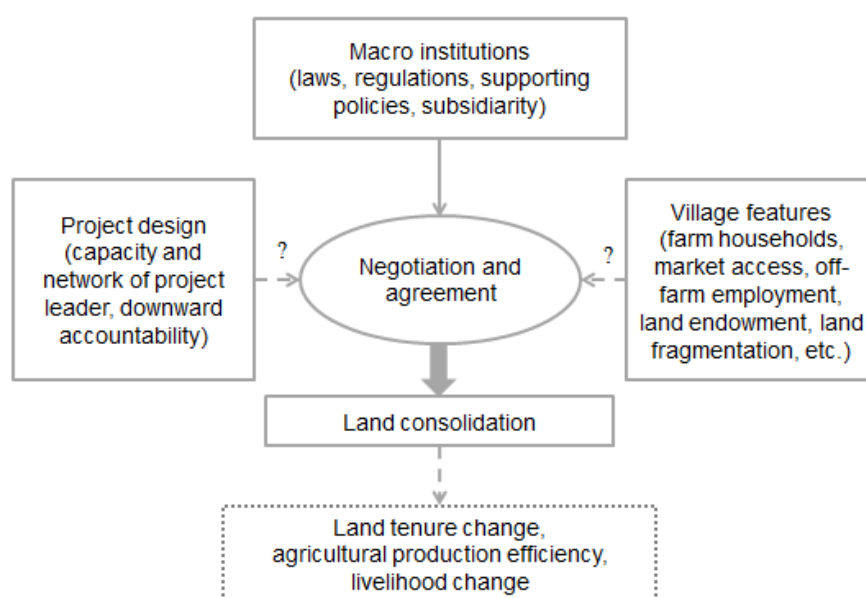 Macro institutions
(laws, regulations, supporting
policies, subsidiarity)
Project design
(capacity and
network of project
leader, downward
accountability)
?
Negotiation and
agreement
?
Village features
(farm households,
market access, off-
farm employment,
land endowment, land
fragmentation, etc.)
Land consolidation
Land tenure change,
agricultural production efficiency,
livelihood change